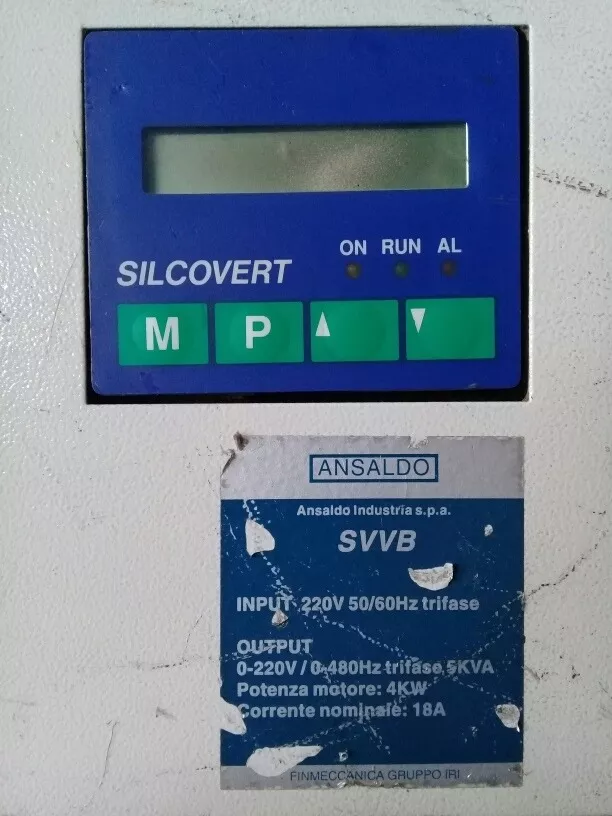 ON RUN AL
SILCOVERT
M P
ANSALDO
Ansaldo Industria s.p.a.
SVVB
INPUT 220V 50/60Hz trifase
OUTPUT
0-220V / 0-480Hz trifase 5KVA
Potenza motore: 4KW
Corrente nominale: 18A
FINMECCANICA GRUPPO IRI